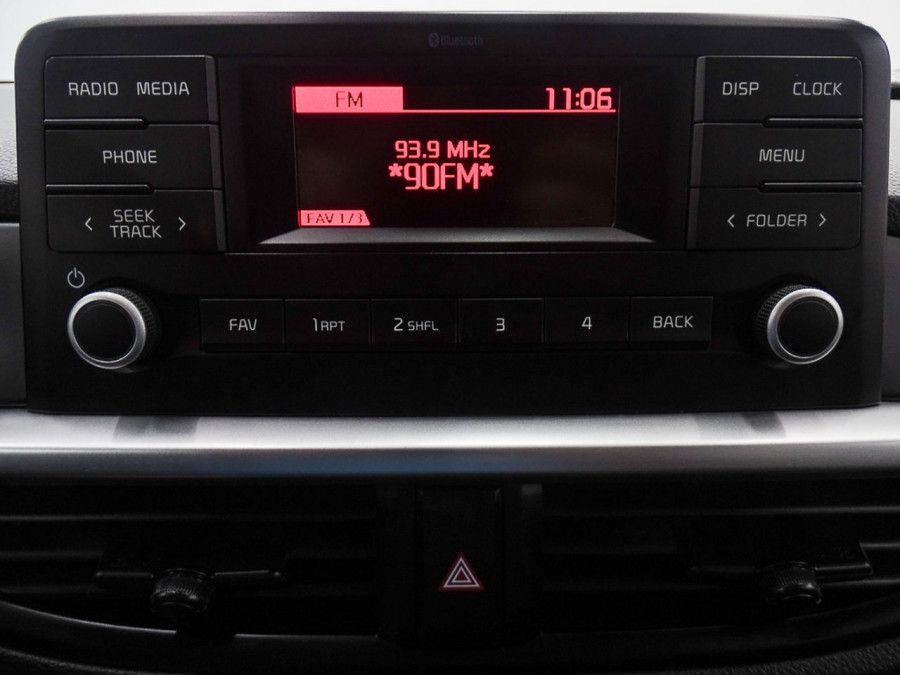 Bluetooth
RADIO MEDIA
FM 11:06
DISP CLOCK
PHONE
93.9 MHz
*90FM*
MENU
< SEEK TRACK >
FAV 1/3
< FOLDER >
FAV
1 RPT
2 SHFL
3
4
BACK